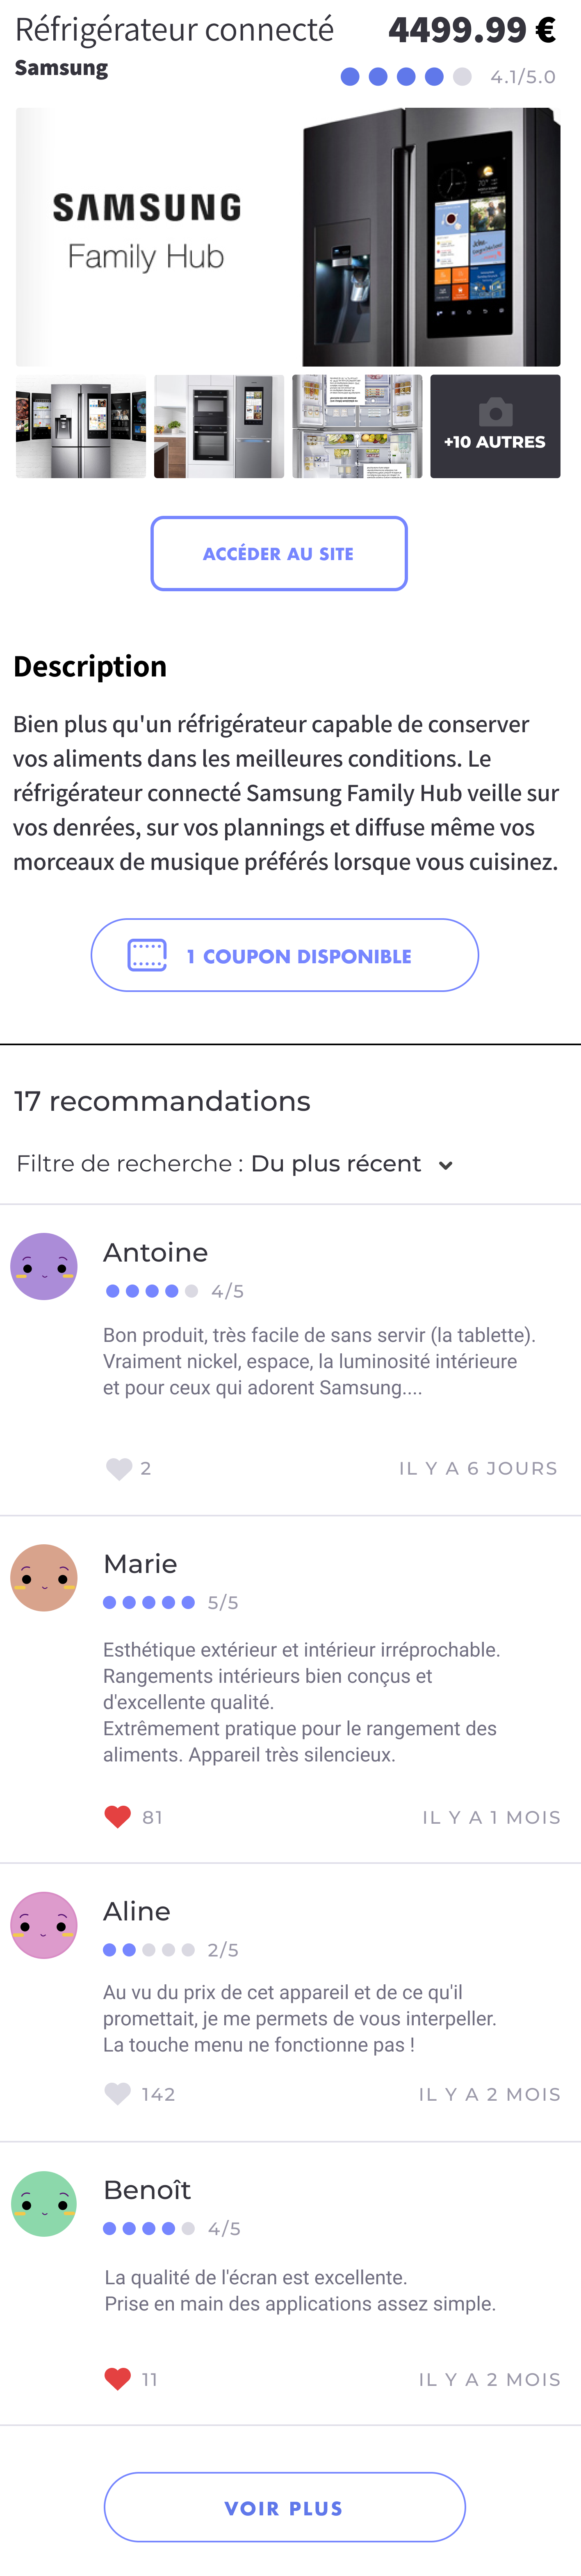 Réfrigérateur connecté
4499.99 €
Samsung
4.1/5.0
SAMSUNG
Family Hub
+10 AUTRES
ACCÉDER AU SITE
Description
Bien plus qu'un réfrigérateur capable de conserver
vos aliments dans les meilleures conditions. Le
réfrigérateur connecté Samsung Family Hub veille sur
vos denrées, sur vos plannings et diffuse même vos
morceaux de musique préférés lorsque vous cuisinez.
1 COUPON DISPONIBLE
17 recommandations
Filtre de recherche : Du plus récent
Antoine
4/5
Bon produit, très facile de sans servir (la tablette).
Vraiment nickel, espace, la luminosité intérieure
et pour ceux qui adorent Samsung....
2
IL Y A 6 JOURS
Marie
5/5
Esthétique extérieur et intérieur irréprochable.
Rangements intérieurs bien conçus et
d'excellente qualité.
Extrêmement pratique pour le rangement des
aliments. Appareil très silencieux.
81
IL Y A 1 MOIS
Aline
2/5
Au vu du prix de cet appareil et de ce qu'il
promettait, je me permets de vous interpeller.
La touche menu ne fonctionne pas !
142
IL Y A 2 MOIS
Benoît
4/5
La qualité de l'écran est excellente.
Prise en main des applications assez simple.
11
IL Y A 2 MOIS
VOIR PLUS